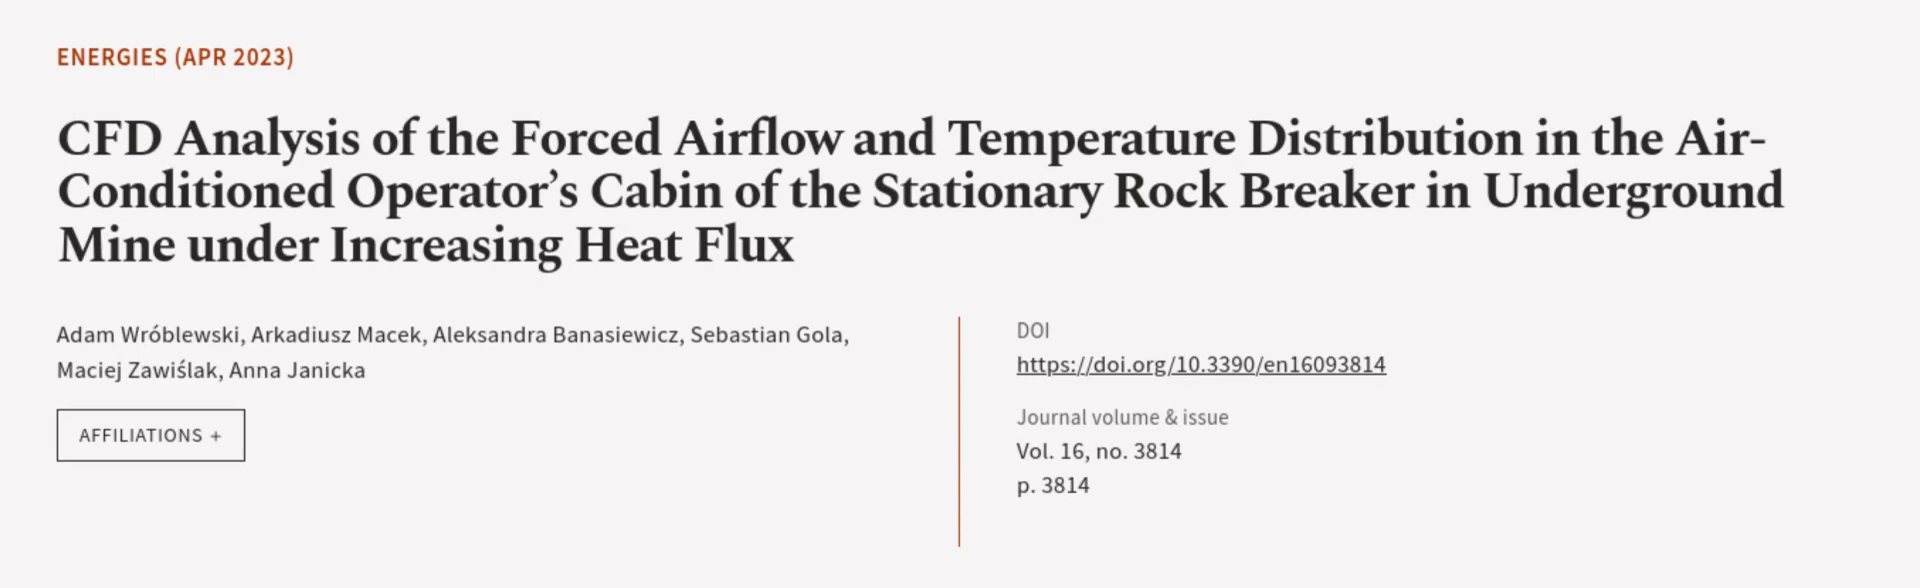 ENERGIES (APR 2023)
CFD Analysis of the Forced Airflow and Temperature Distribution in the Air-
Conditioned Operator’s Cabin of the Stationary Rock Breaker in Underground
Mine under Increasing Heat Flux
Adam Wróblewski, Arkadiusz Macek, Aleksandra Banasiewicz, Sebastian Gola,
Maciej Zawiślak, Anna Janicka
AFFILIATIONS +
DOI
https://doi.org/10.3390/en16093814
Journal volume & issue
Vol. 16, no. 3814
p. 3814